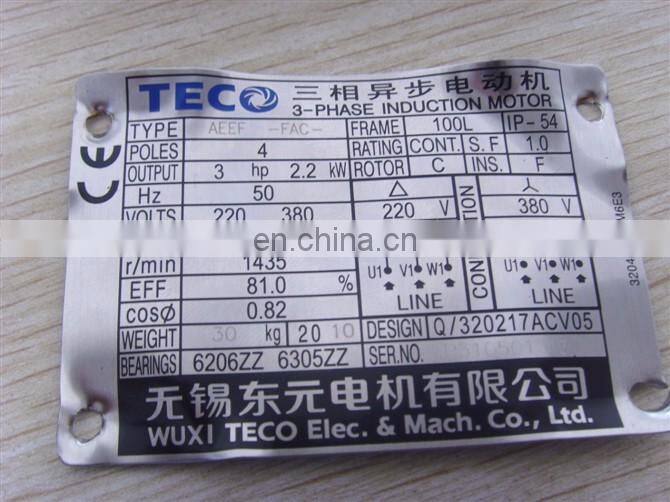 TECO 三相异步电动机
3-PHASE INDUCTION MOTOR
TYPE AEEF -FAC- FRAME 100L IP-54
POLES 4 RATING CONT. S.F 1.0
OUTPUT 3 hp 2.2 kW ROTOR C INS. F
Hz 50 △ 人
VOLTS 220 380 220 V 380 V
en.china.cn
r/min 1435 U1 V1 W1 U1 V1 W1
EFF 81.0 %
cosø 0.82 LINE LINE
WEIGHT 30 kg 2010 DESIGN Q/320217ACV05
BEARINGS 6206ZZ 6305ZZ SER.NO.
无锡东元电机有限公司
WUXI TECO Elec. & Mach. Co., Ltd.
CE